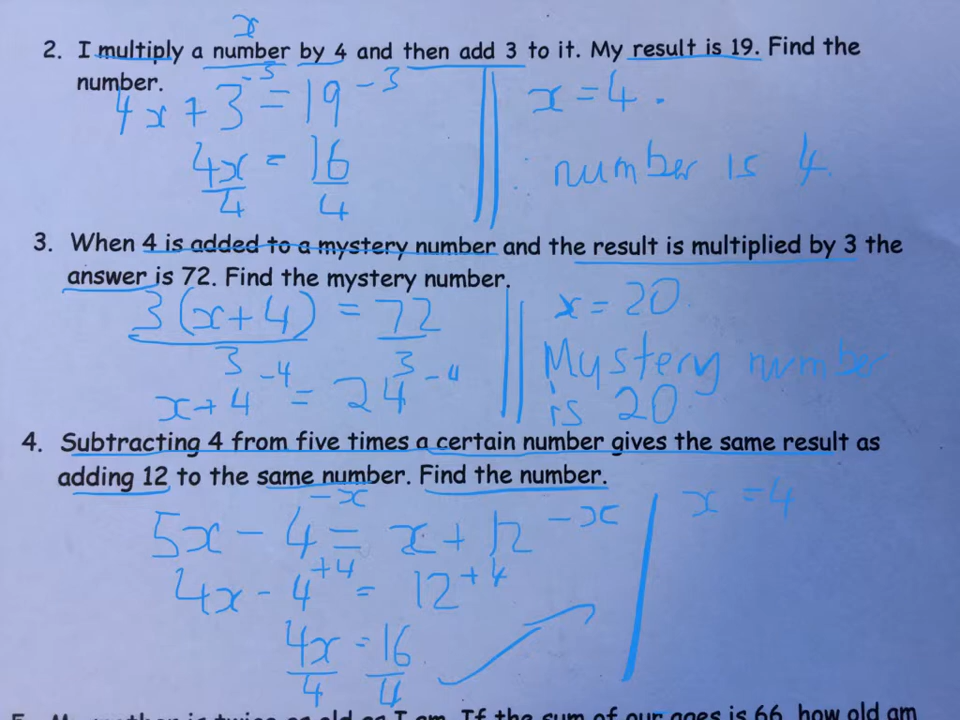 x
2. I multiply a number by 4 and then add 3 to it. My result is 19. Find the
number.
4x + 3 - 3 = 19 - 3
4x/4 = 16/4
x = 4.
number is 4.
3. When 4 is added to a mystery number and the result is multiplied by 3 the
answer is 72. Find the mystery number.
3(x+4)/3 = 72/3
x + 4 - 4 = 24 - 4
x = 20.
Mystery number
is 20.
4. Subtracting 4 from five times a certain number gives the same result as
adding 12 to the same number. Find the number.
5x - 4 - x = x + 12 - x
4x - 4 + 4 = 12 + 4
4x/4 = 16/4
x = 4